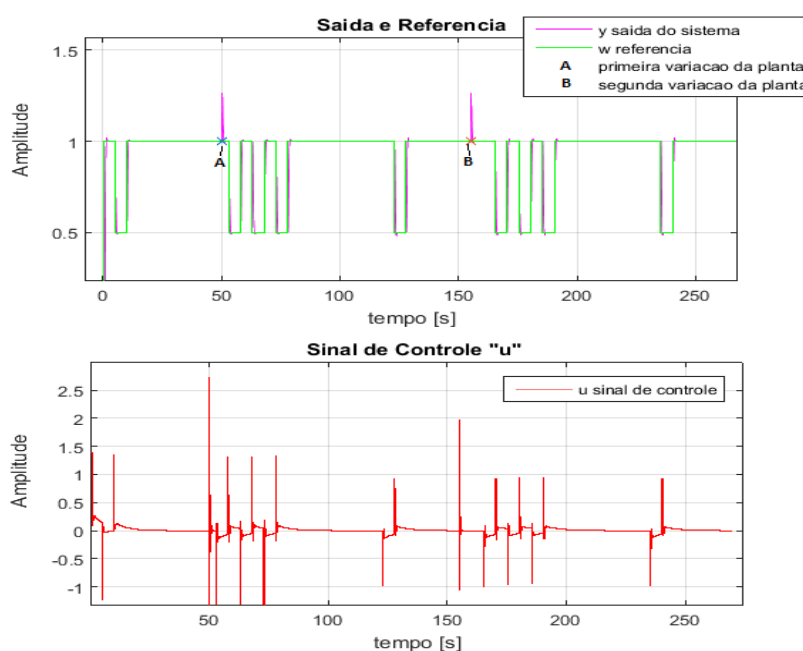 Saida e Referencia
y saida do sistema
w referência
A primeira variacao da planta
B segunda variacao da planta
1.5
1
0.5
Amplitude
A
B
0 50 100 150 200 250
tempo [s]
Sinal de Controle "u"
u sinal de controle
2.5
2
1.5
1
0.5
0
-0.5
-1
Amplitude
50 100 150 200 250
tempo [s]